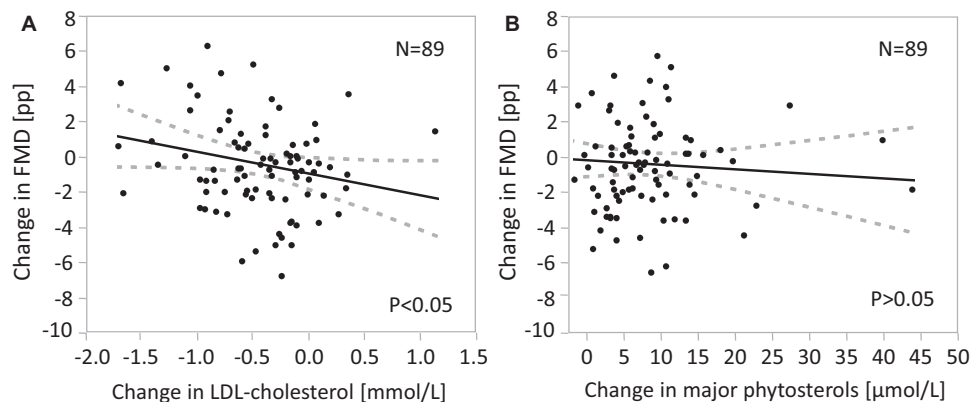 A
Change in FMD [pp]
8
6
4
2
0
-2
-4
-6
-8
-10
N=89
P<0.05
-2.0 -1.5 -1.0 -0.5 0.0 0.5 1.0 1.5
Change in LDL-cholesterol [mmol/L]
B
Change in FMD [pp]
8
6
4
2
0
-2
-4
-6
-8
-10
N=89
P>0.05
0 5 10 15 20 25 30 35 40 45 50
Change in major phytosterols [µmol/L]